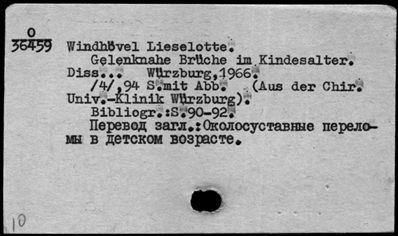 О
36459
Windhövel Lieselotte.
Gelenknahe Brüche im Kindesalter.
Diss... Würzburg,1966.
/4/,94 S.mit Abb. (Aus der Chir.
Univ.-Klinik Würzburg).
Bibliogr.:S.90-92.
Перевод загл.:Околосуставные перело-
мы в детском возрасте.
10